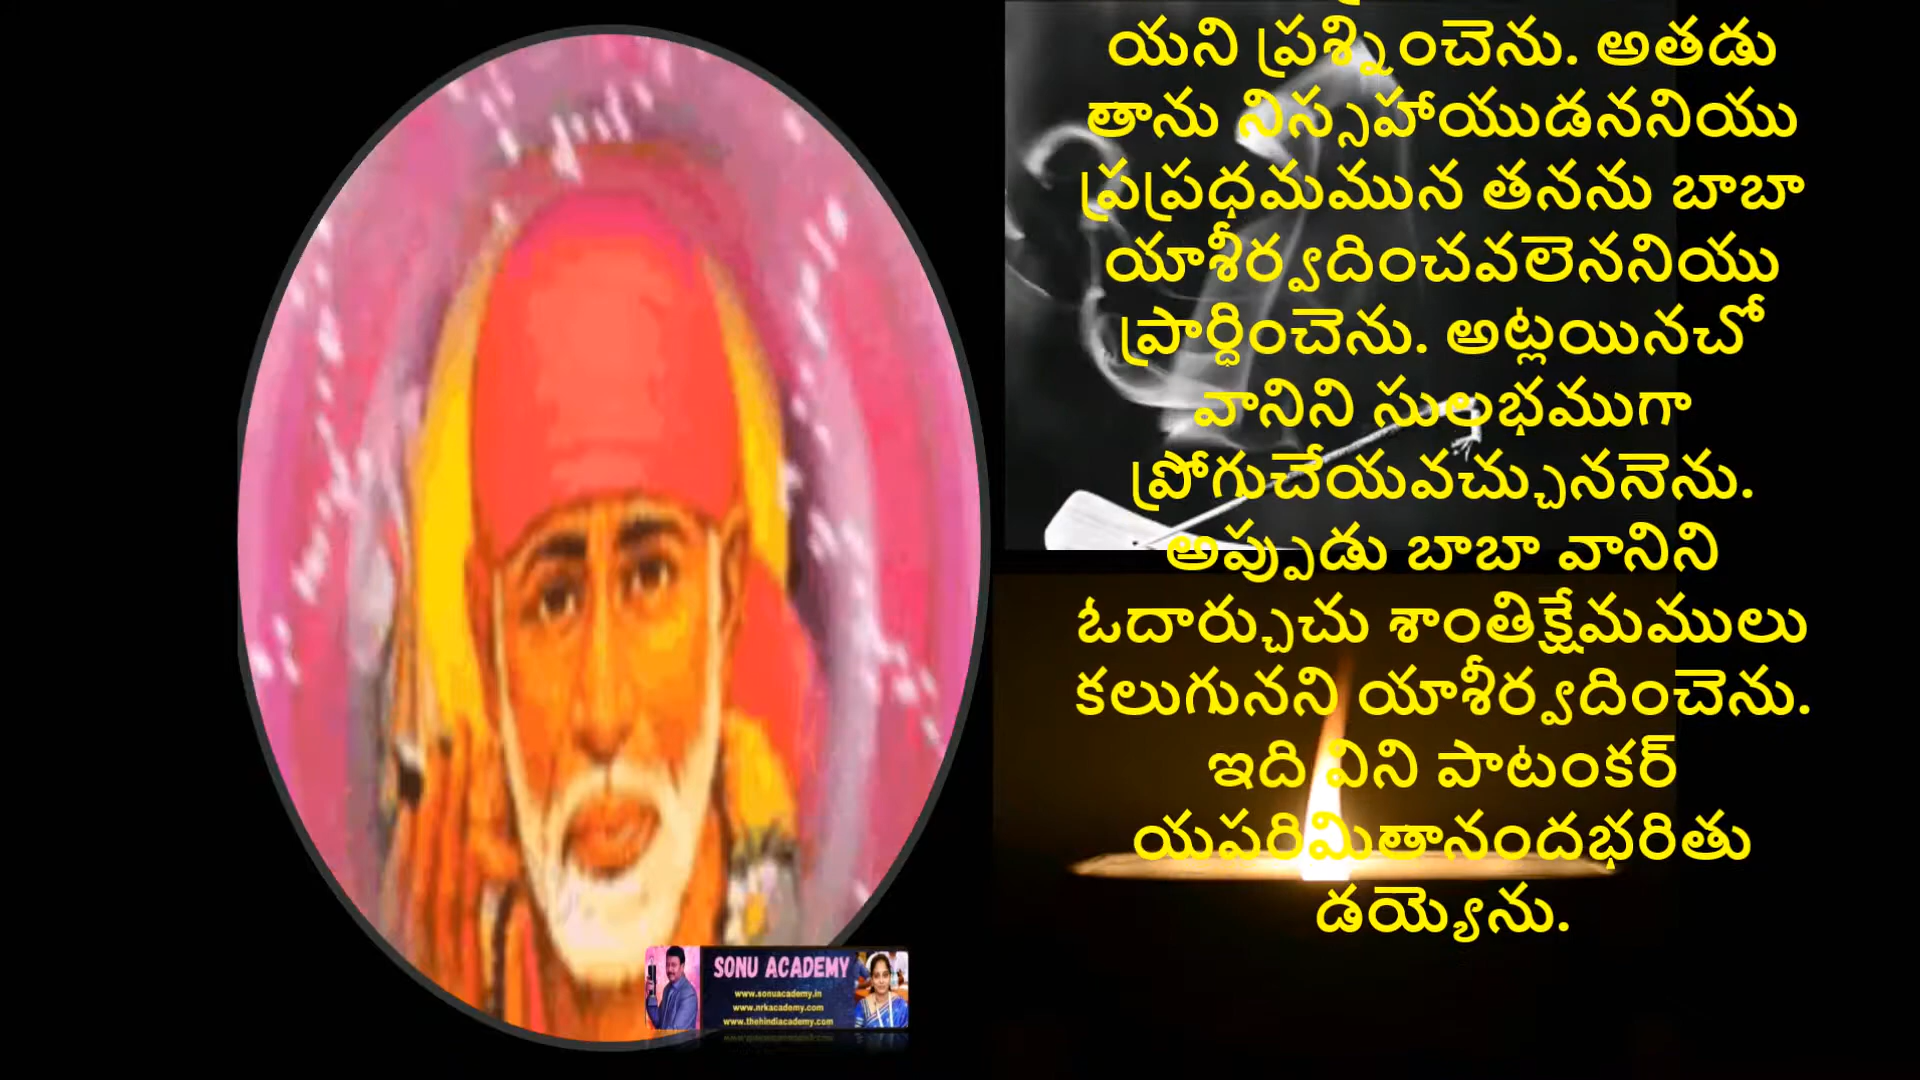 యని ప్రశ్నించెను. అతడు
తాను నిస్సహాయుడననియు
ప్రప్రధమమున తనను బాబా
యాశీర్వదించవలెననియు
ప్రార్ధించెను. అట్లయినచో
వానిని సులభముగా
ప్రోగుచేయవచ్చుననెను.
అప్పుడు బాబా వానిని
ఓదార్చుచు శాంతిక్షేమములు
కలుగునని యాశీర్వదించెను.
ఇది విని పాటంకర్
యపరిమితానందభరితు
డయ్యెను.
SONU ACADEMY
www.sonuacademy.in
www.nrkacademy.com
www.thehindiacademy.com